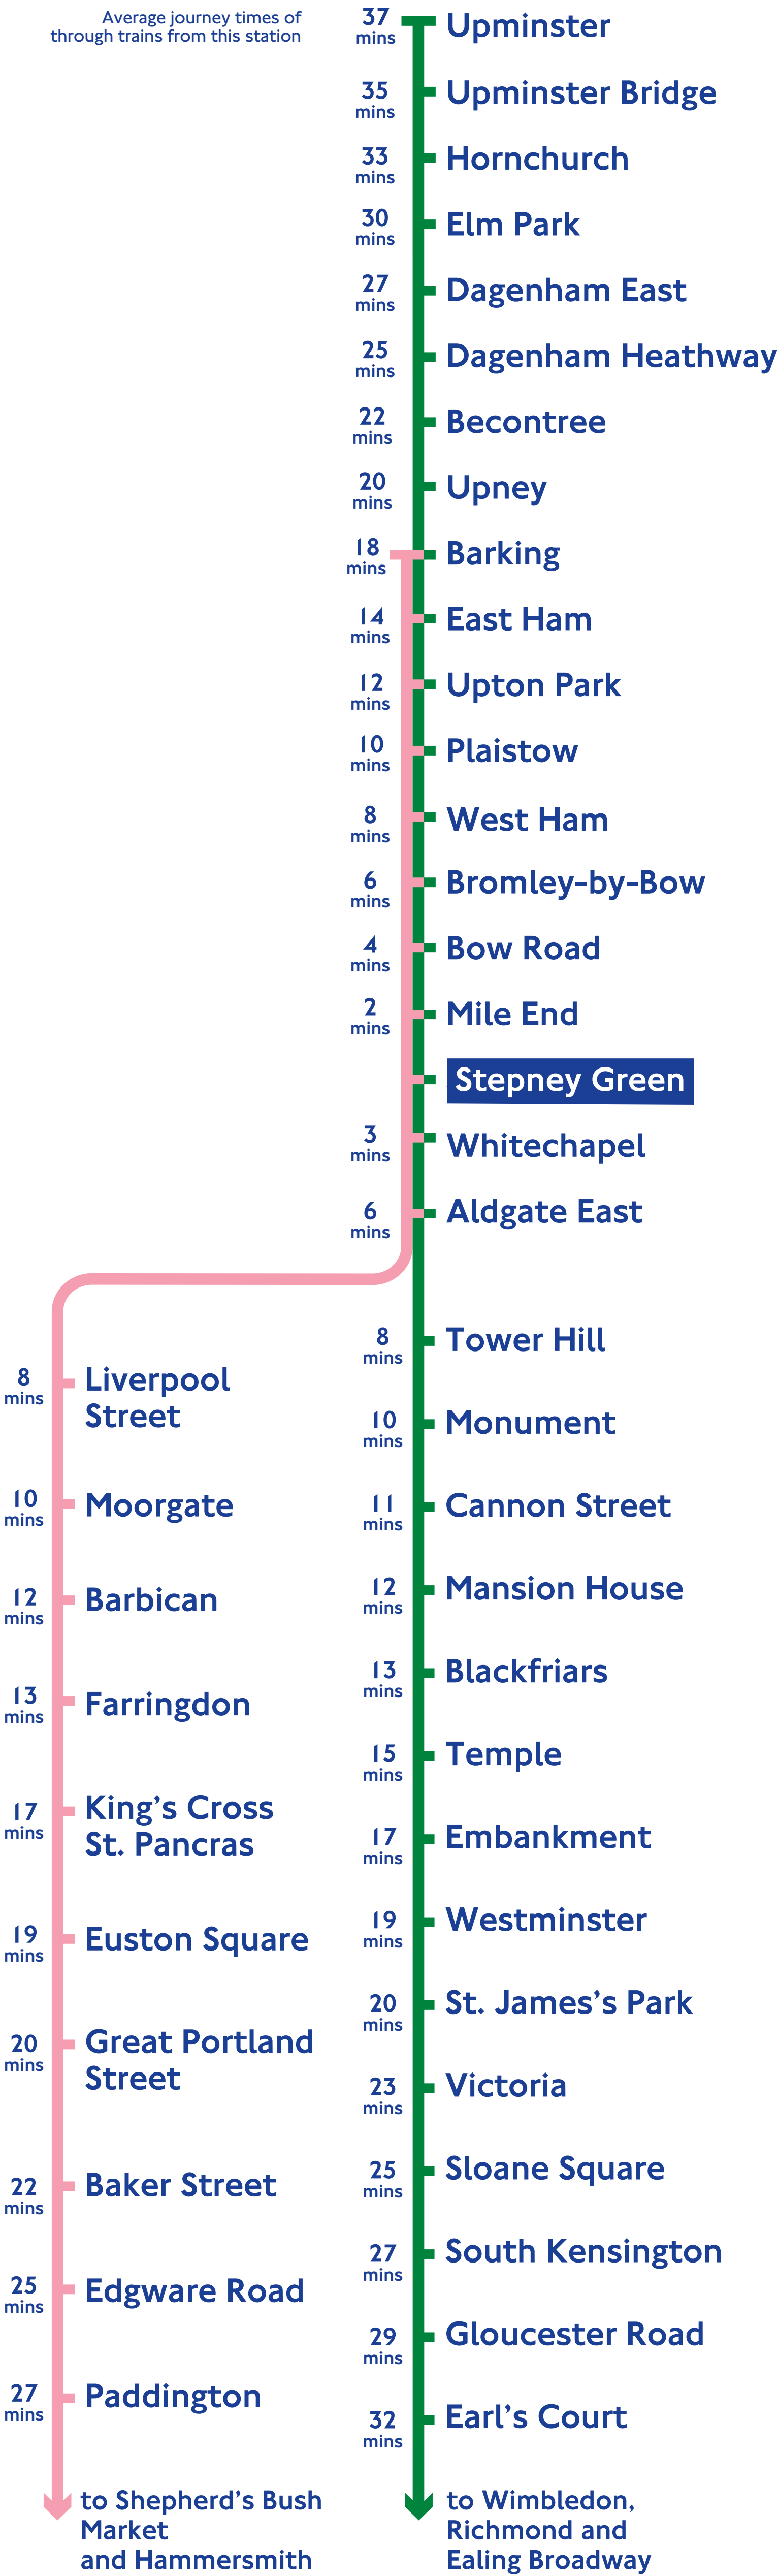 Average journey times of
through trains from this station
37
mins
Upminster
35
mins
Upminster Bridge
33
mins
Hornchurch
30
mins
Elm Park
27
mins
Dagenham East
25
mins
Dagenham Heathway
22
mins
Becontree
20
mins
Upney
18
mins
Barking
14
mins
East Ham
12
mins
Upton Park
10
mins
Plaistow
8
mins
West Ham
6
mins
Bromley-by-Bow
4
mins
Bow Road
2
mins
Mile End
Stepney Green
3
mins
Whitechapel
6
mins
Aldgate East
8
mins
Liverpool
Street
10
mins
Moorgate
12
mins
Barbican
13
mins
Farringdon
17
mins
King's Cross
St. Pancras
19
mins
Euston Square
20
mins
Great Portland
Street
22
mins
Baker Street
25
mins
Edgware Road
27
mins
Paddington
to Shepherd's Bush
Market
and Hammersmith
8
mins
Tower Hill
10
mins
Monument
11
mins
Cannon Street
12
mins
Mansion House
13
mins
Blackfriars
15
mins
Temple
17
mins
Embankment
19
mins
Westminster
20
mins
St. James's Park
23
mins
Victoria
25
mins
Sloane Square
27
mins
South Kensington
29
mins
Gloucester Road
32
mins
Earl's Court
to Wimbledon,
Richmond and
Ealing Broadway